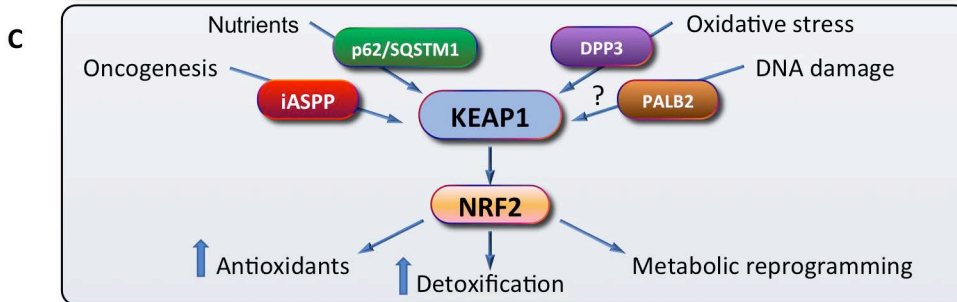 C
Nutrients
Oxidative stress
p62/SQSTM1
DPP3
Oncogenesis
DNA damage
iASPP
?
PALB2
KEAP1
NRF2
Antioxidants
Detoxification
Metabolic reprogramming